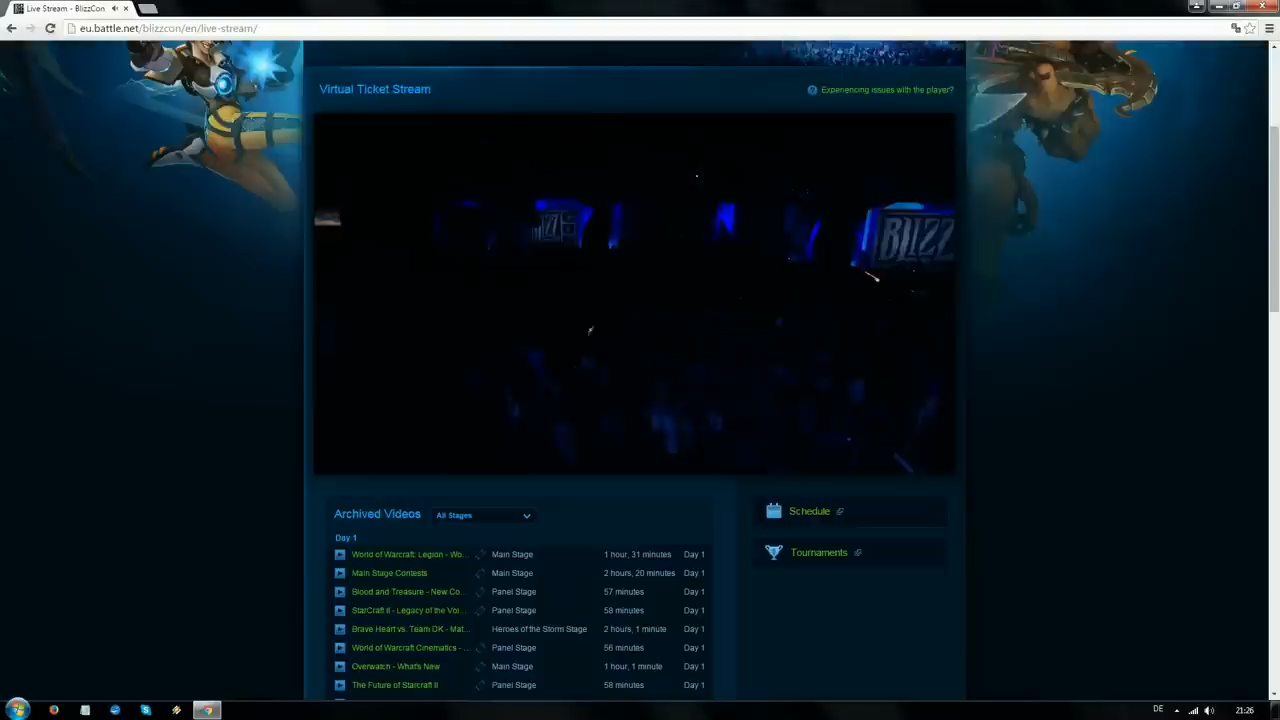 Live Stream - BlizzCon
eu.battle.net/blizzcon/en/live-stream/
Virtual Ticket Stream
Experiencing issues with the player?
BLIZZ
Archived Videos
All Stages
Day 1
World of Warcraft: Legion - Wo... Main Stage 1 hour, 31 minutes Day 1
Main Stage Contests Main Stage 2 hours, 20 minutes Day 1
Blood and Treasure - New Co... Panel Stage 57 minutes Day 1
StarCraft II - Legacy of the Voi... Panel Stage 58 minutes Day 1
Brave Heart vs. Team DK - Mat... Heroes of the Storm Stage 2 hours, 1 minute Day 1
World of Warcraft Cinematics - ... Panel Stage 56 minutes Day 1
Overwatch - What's New Main Stage 1 hour, 1 minute Day 1
The Future of Starcraft II Panel Stage 58 minutes Day 1
Schedule
Tournaments
DE
21:26